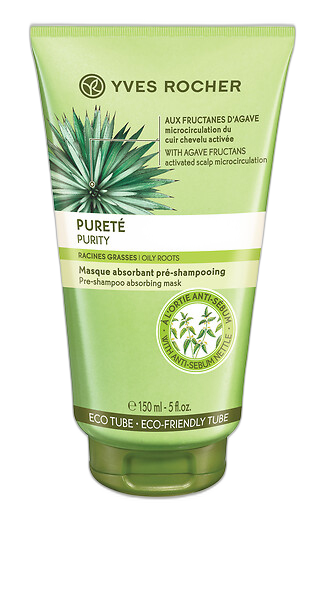 YVES ROCHER
AUX FRUCTANES D'AGAVE
microcirculation du
cuir chevelu activée
WITH AGAVE FRUCTANS
activated scalp microcirculation
PURETÉ
PURITY
RACINES GRASSES | OILY ROOTS
Masque absorbant pré-shampooing
Pre-shampoo absorbing mask
À L'ORTIE ANTI-SÉBUM
WITH ANTI-SEBUM NETTLE
℮ 150 ml - 5 fl.oz.
ECO TUBE • ECO-FRIENDLY TUBE